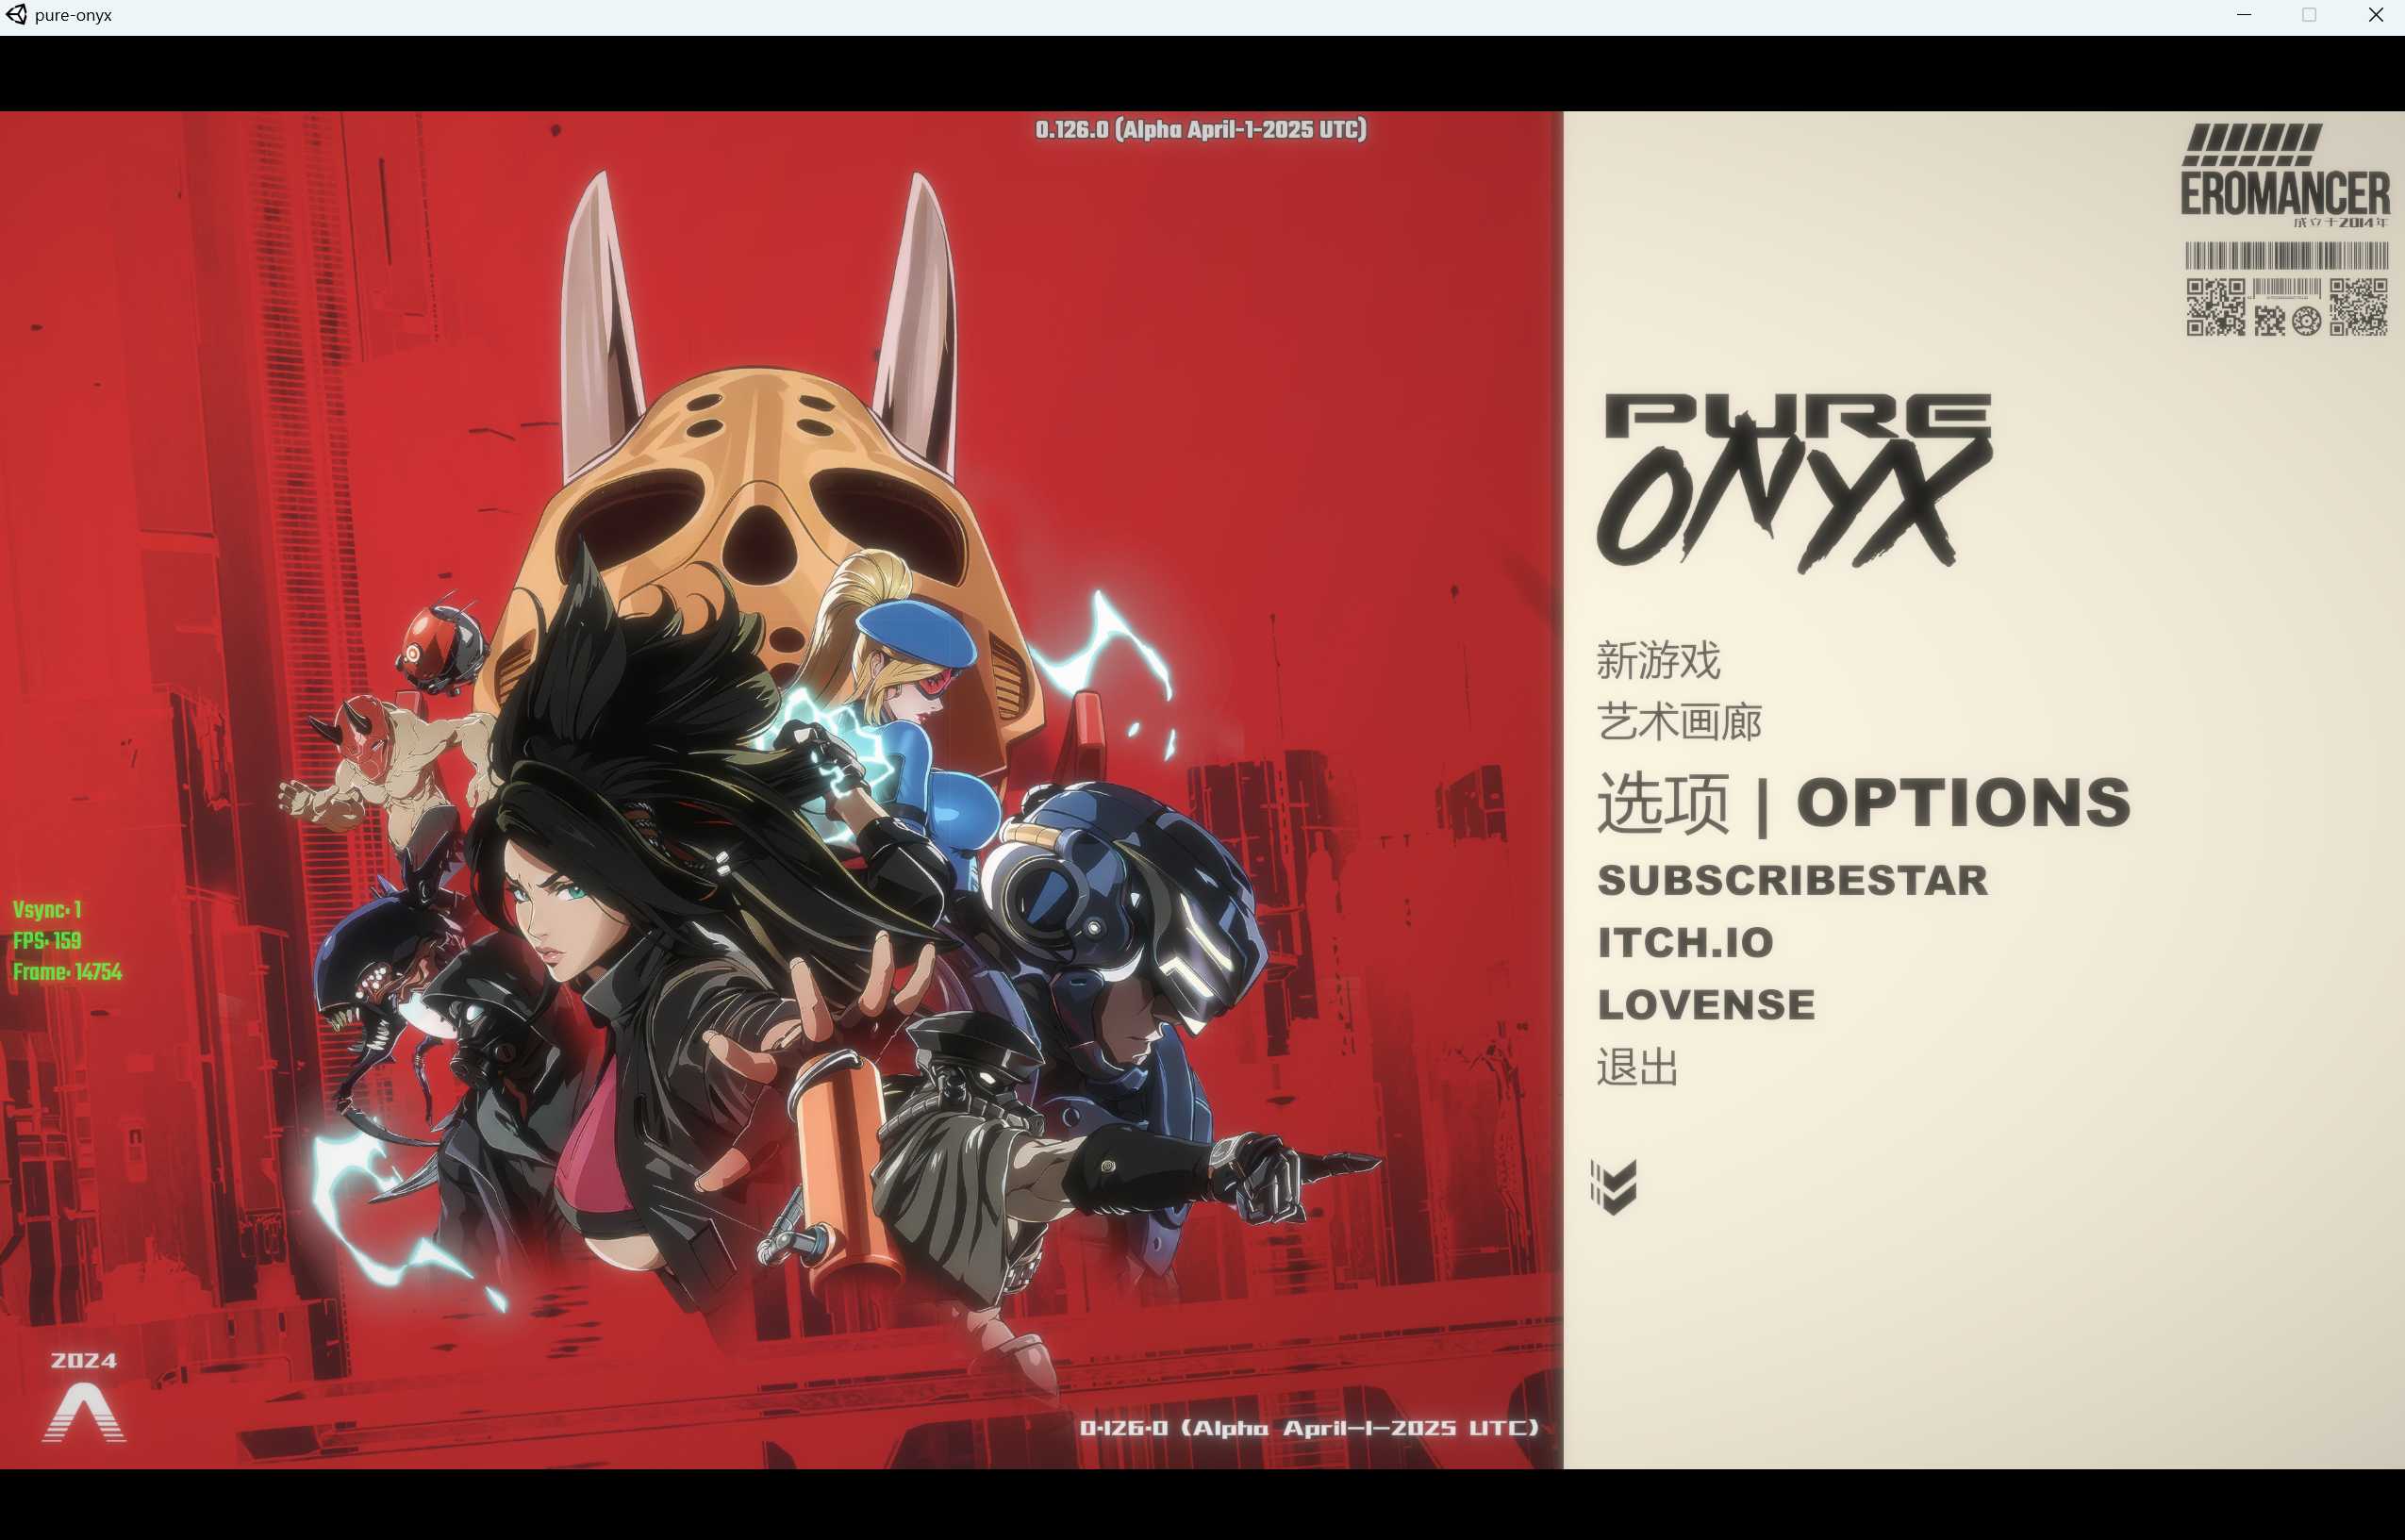 pure-onyx
0.126.0 (Alpha April-1-2025 UTC)
EROMANCER
成立于2014年
PURE
ONYX
新游戏
艺术画廊
选项 | OPTIONS
SUBSCRIBESTAR
ITCH.IO
LOVENSE
退出
Vsync: 1
FPS: 159
Frame: 14754
2024
0.126.0 (Alpha April-1-2025 UTC)